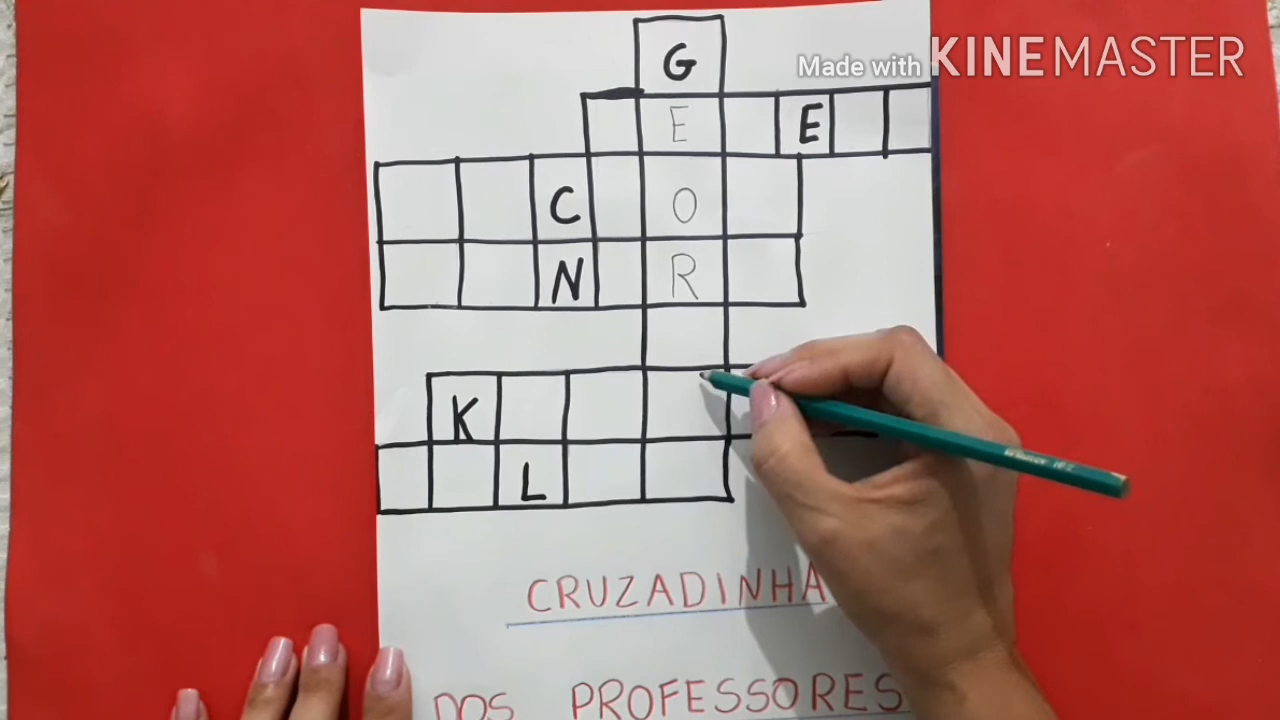 Made with KINEMASTER
G
E E
C O
N R
K
L
CRUZADINHA
DOS PROFESSORES